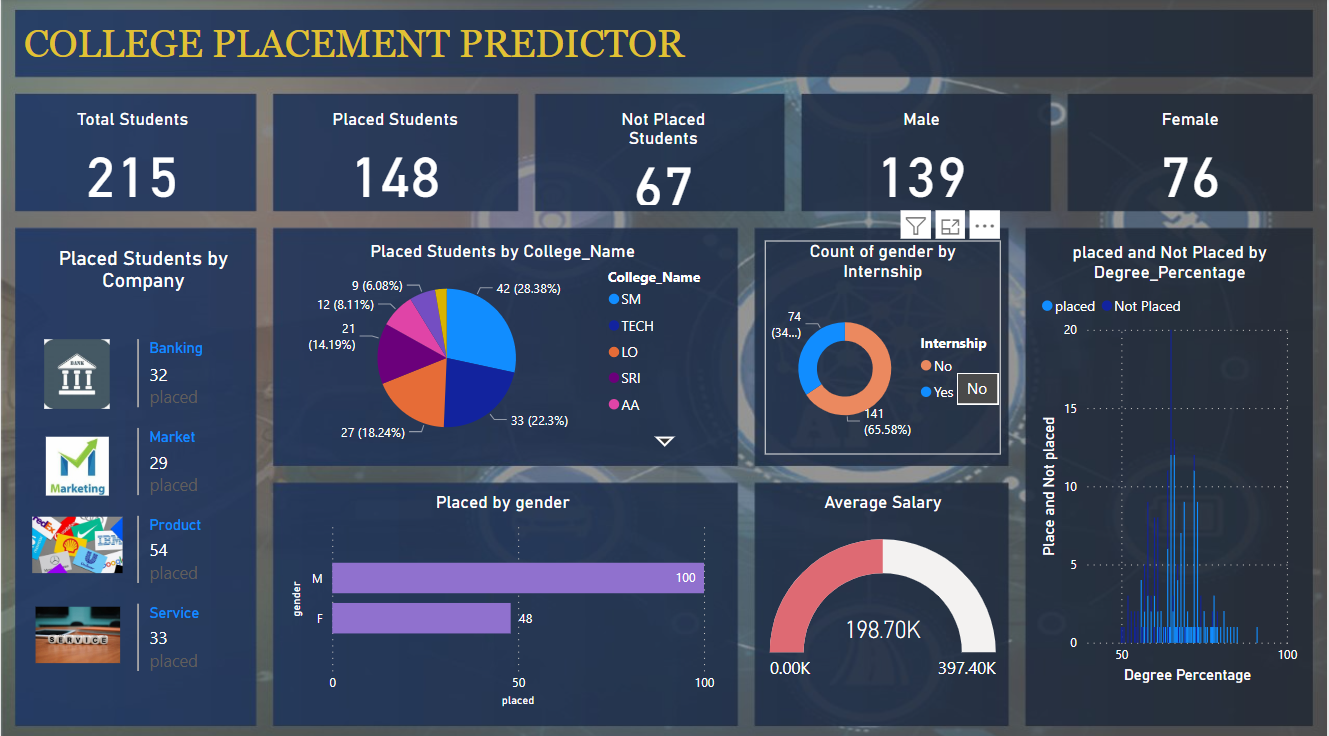 COLLEGE PLACEMENT PREDICTOR
Total Students
215
Placed Students
148
Not Placed
Students
67
Male
139
Female
76
Placed Students by
Company
BANK
Banking
32
placed
Marketing
Market
29
placed
FedEx
IBM
Product
54
placed
SERVICE
Service
33
placed
Placed Students by College_Name
9 (6.08%)
12 (8.11%)
21
(14.19%)
27 (18.24%)
42 (28.38%)
33 (22.3%)
College_Name
SM
TECH
LO
SRI
AA
Count of gender by
Internship
74
(34...)
141
(65.58%)
Internship
No
Yes
No
placed and Not Placed by
Degree_Percentage
placed
Not Placed
Place and Not placed
20
15
10
5
0
50
100
Degree Percentage
Placed by gender
gender
M
100
F
48
0
50
100
placed
Average Salary
198.70K
0.00K
397.40K